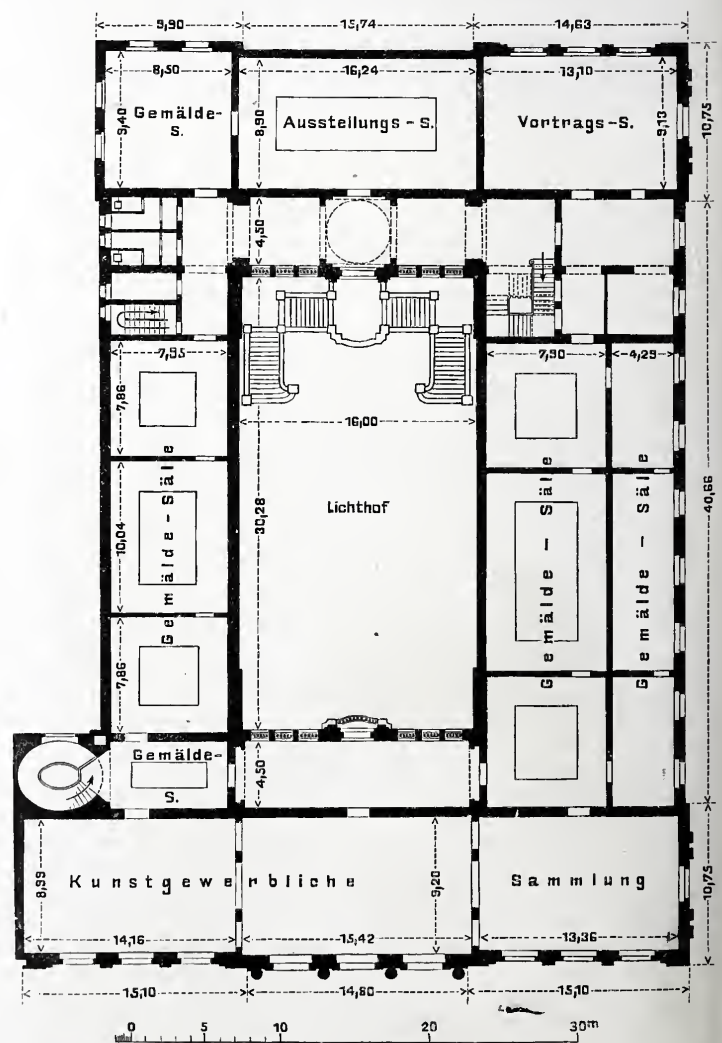 9,90 15,74 14,63
8,50 16,24 13,10
9,40 8,90 9,13 10,75
Gemälde-
S.
Ausstellungs - S.
Vortrags-S.
4,50
7,95 7,90 4,29
7,86
16,00
10,04 30,28 40,66
Lichthof
Gemälde - Säle
Gemälde - Säle
Gemälde - Säle
7,86
Gemälde-
S.
4,50
8,99 9,20 10,75
Kunstgewerbliche Sammlung
14,16 15,42 13,36
15,10 14,80 15,10
0 5 10 20 30m